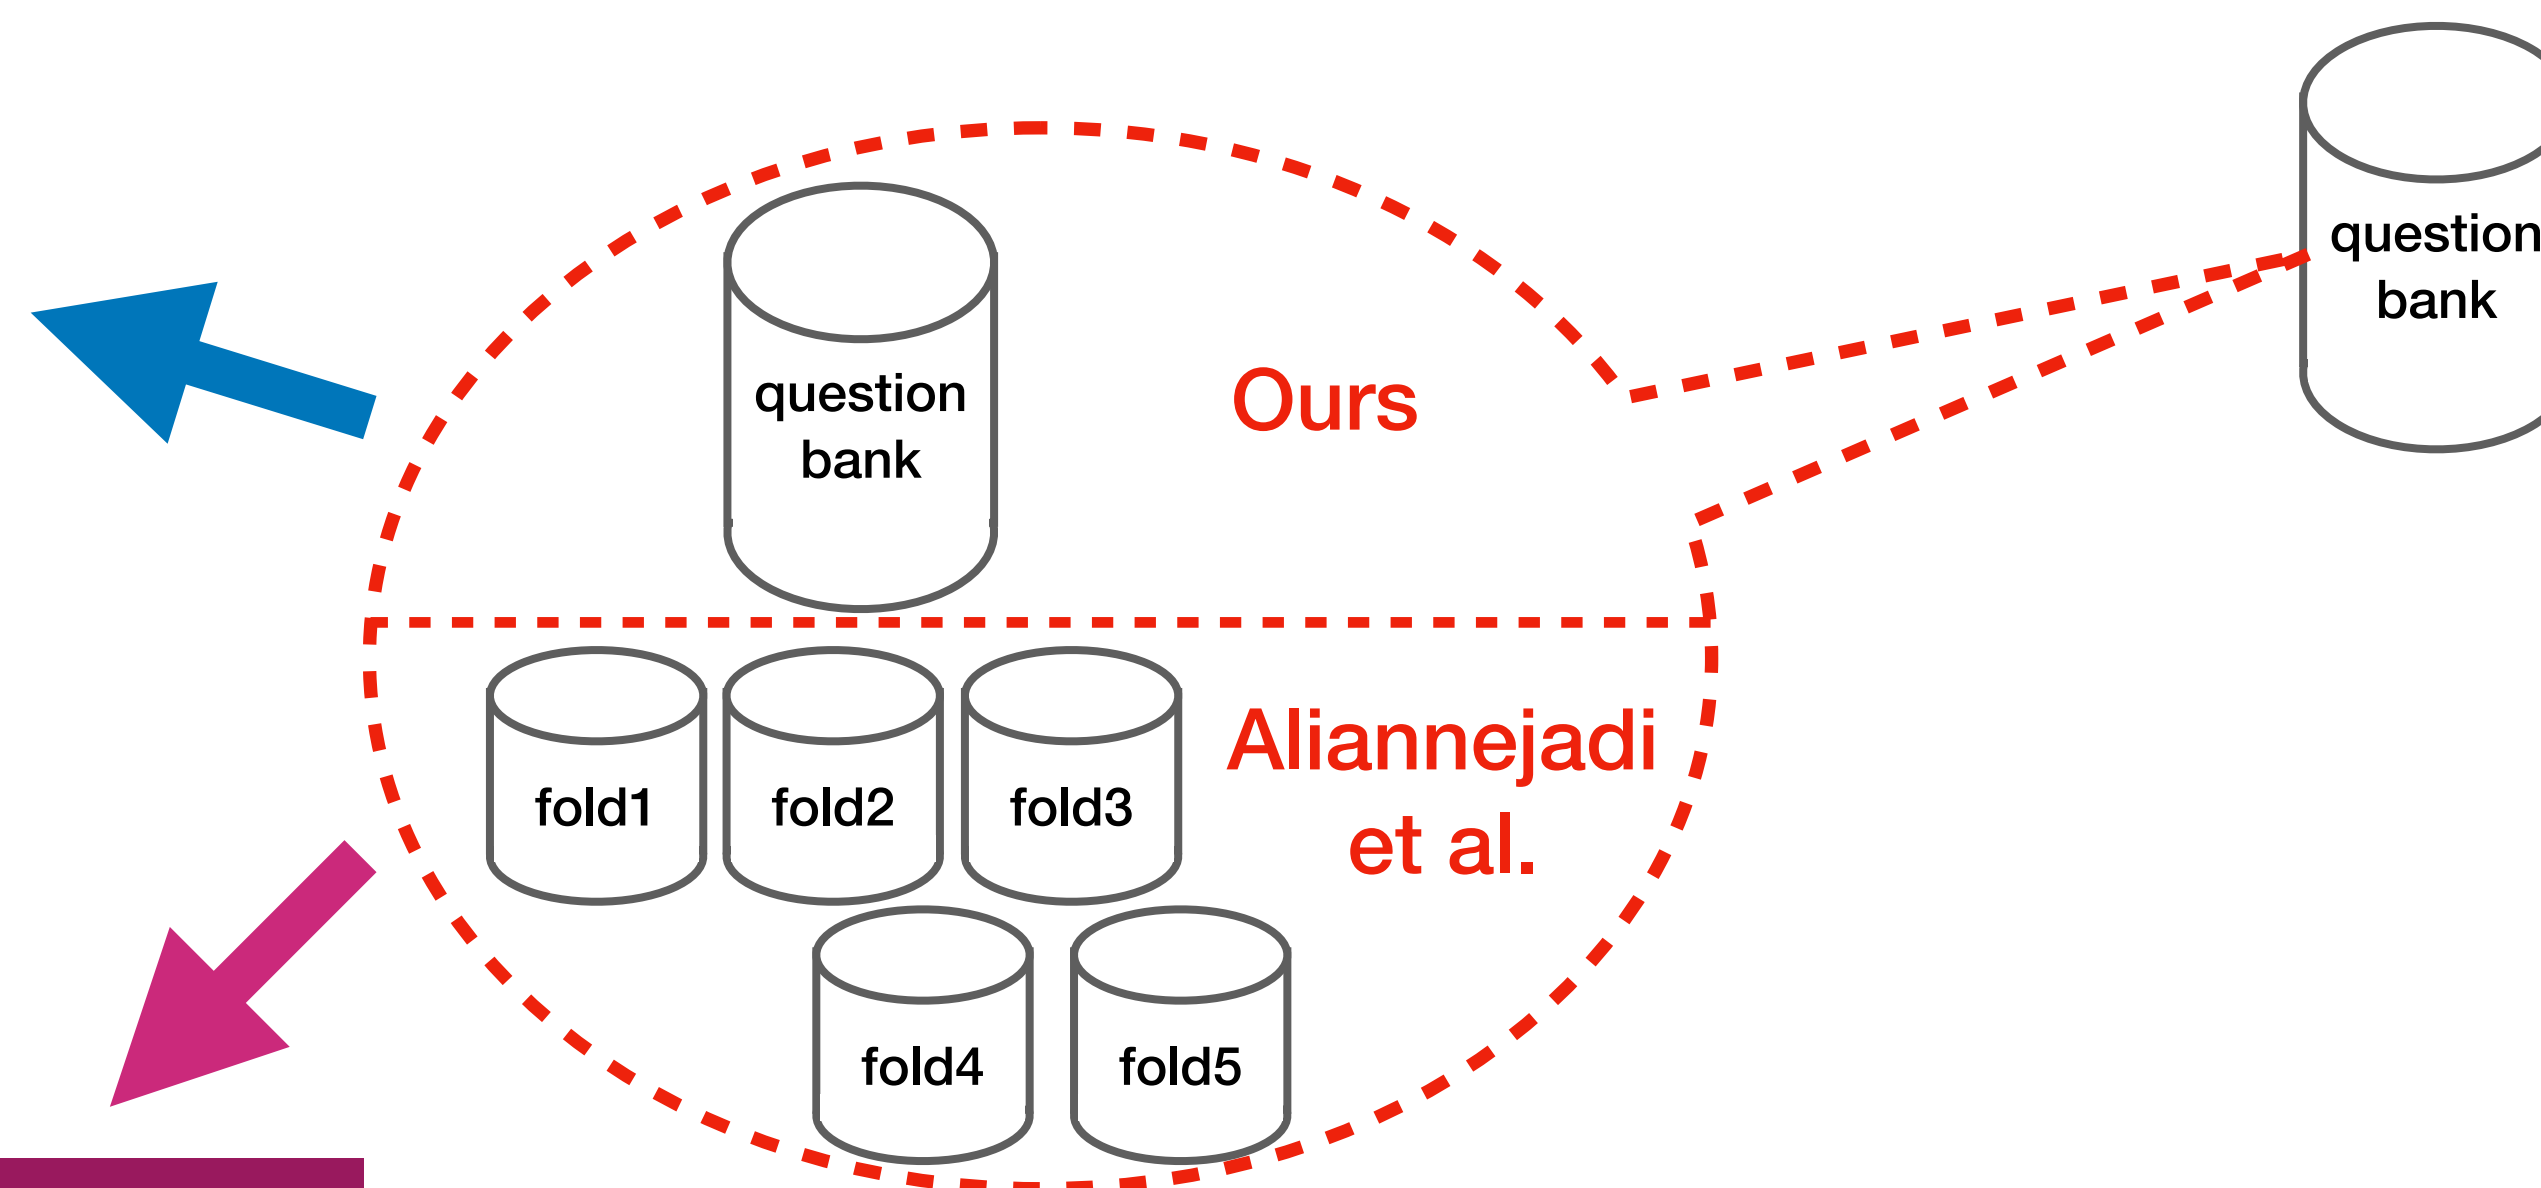 question
bank
question
bank
Ours
fold1
fold2
fold3
Aliannejadi
et al.
fold4
fold5